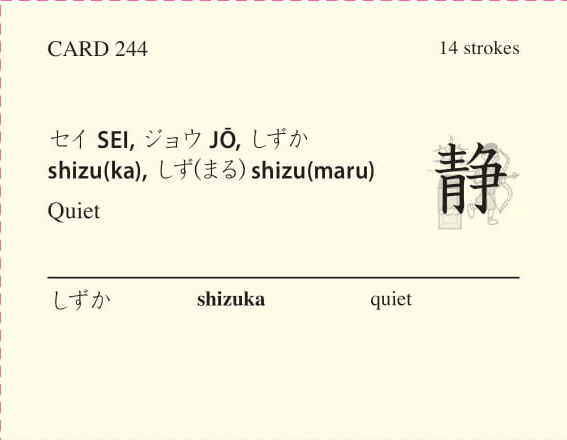 CARD 244 14 strokes
セイ SEI, ジョウ JŌ, しずか
shizu(ka), しず(まる) shizu(maru)
静
Quiet
しずか shizuka quiet